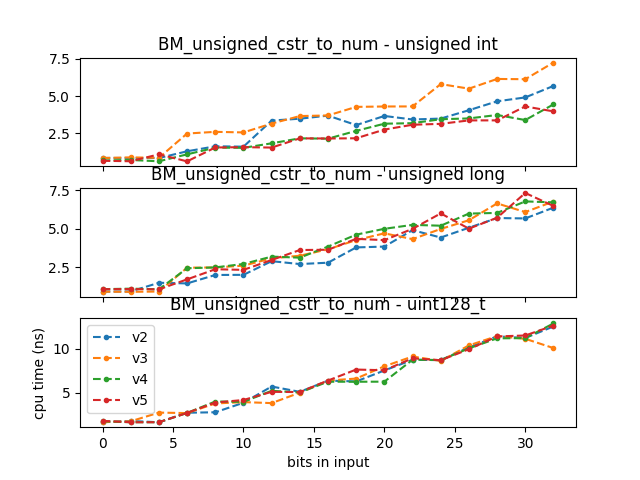 BM_unsigned_cstr_to_num - unsigned int
7.5
5.0
2.5
BM_unsigned_cstr_to_num - unsigned long
7.5
5.0
2.5
BM_unsigned_cstr_to_num - uint128_t
cpu time (ns)
10
5
v2
v3
v4
v5
0 5 10 15 20 25 30
bits in input